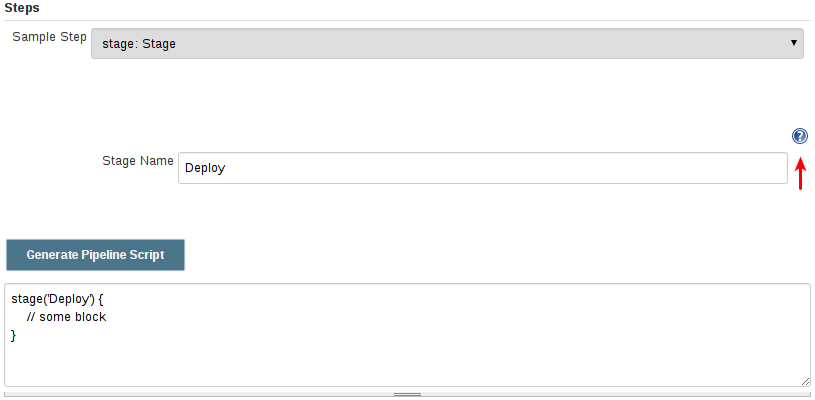 Steps
Sample Step
stage: Stage
?
Stage Name
Deploy
Generate Pipeline Script
stage('Deploy') {
// some block
}